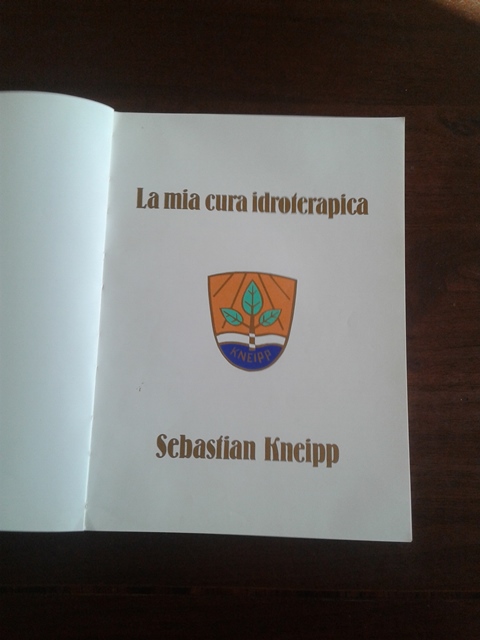 La mia cura idroterapica
KNEIPP
Sebastian Kneipp